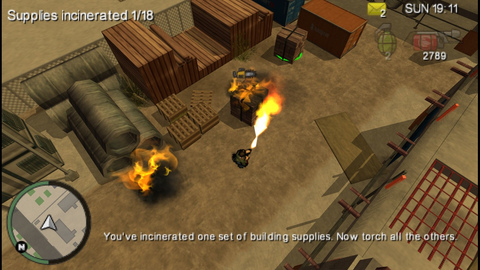 Supplies incinerated 1/18
2
SUN 19:11
2789
You've incinerated one set of building supplies. Now torch all the others.
N